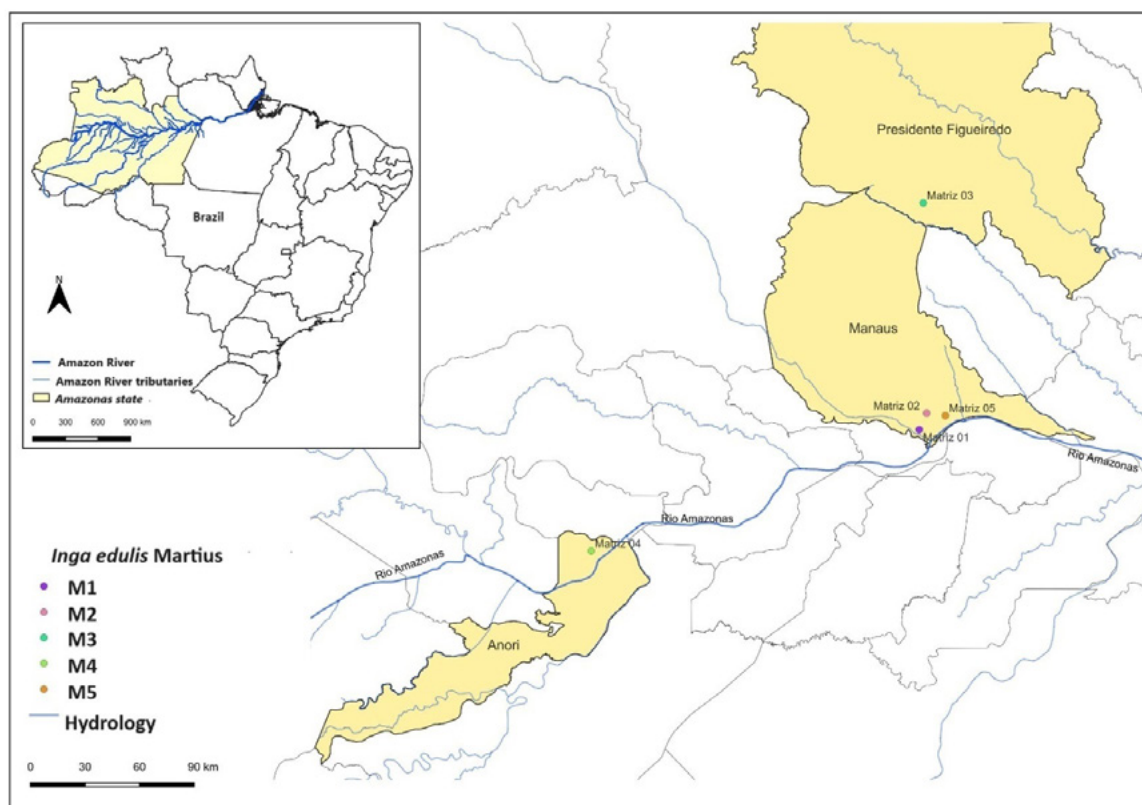 Brazil
N
Amazon River
Amazon River tributaries
Amazonas state
0 300 600 900 km
Presidente Figueiredo
Matriz 03
Manaus
Matriz 02
Matriz 05
Matriz 01
Rio Amazonas
Rio Amazonas
Matriz 04
Rio Amazonas
Anori
Inga edulis Martius
M1
M2
M3
M4
M5
Hydrology
0 30 60 90 km